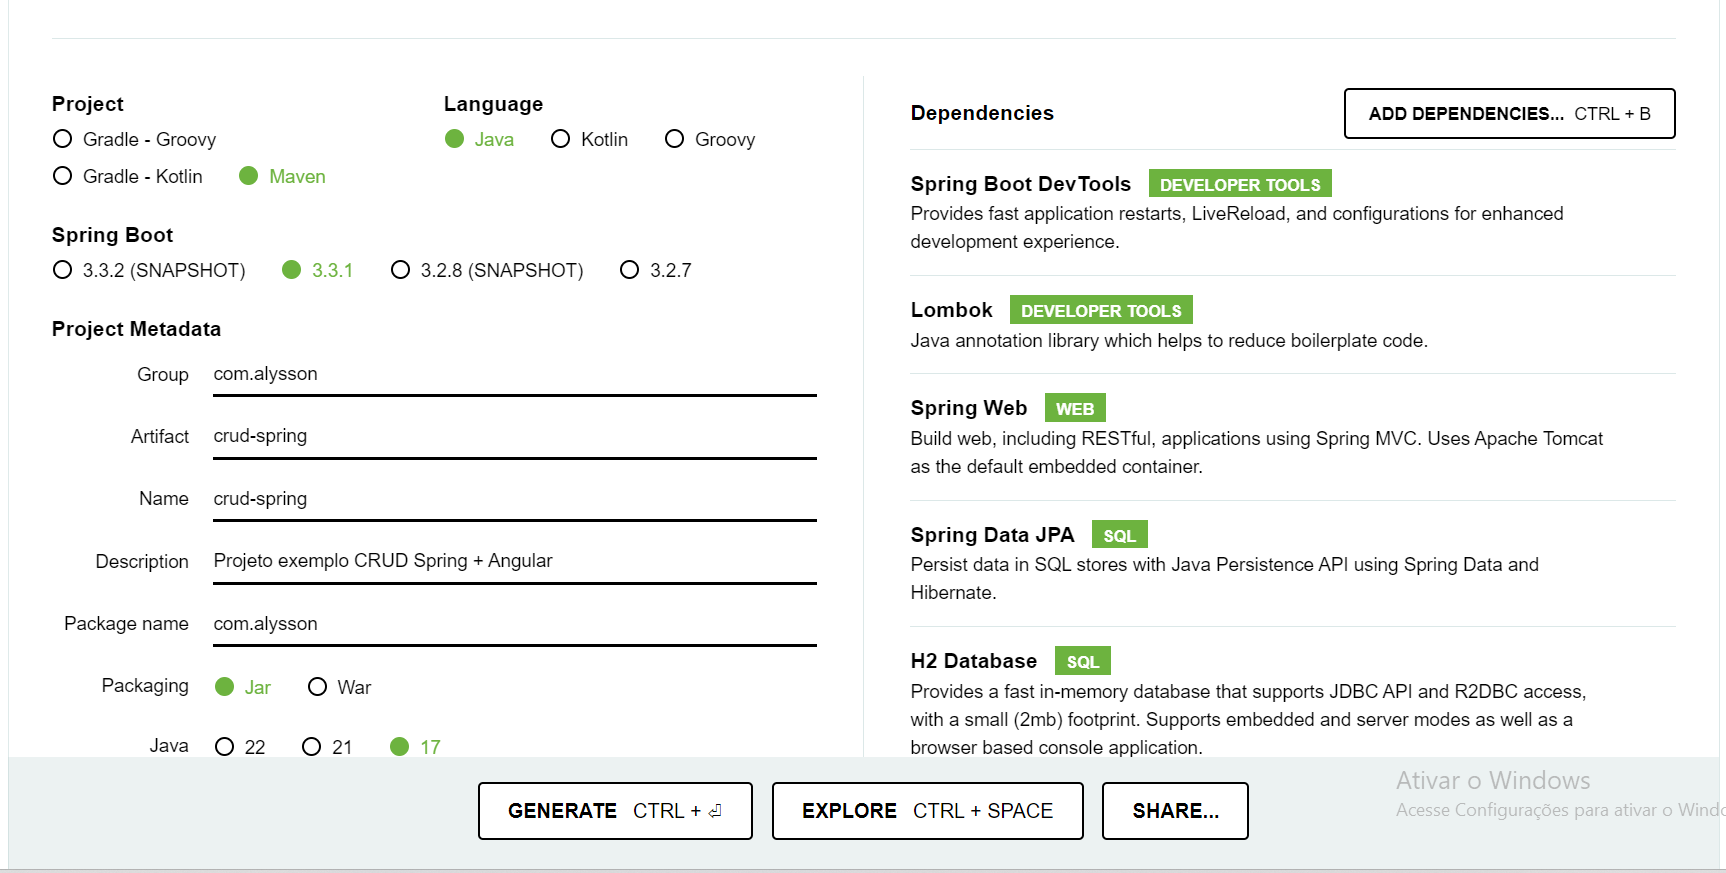 Project
Gradle - Groovy
Gradle - Kotlin Maven
Language
Java Kotlin Groovy
Spring Boot
3.3.2 (SNAPSHOT) 3.3.1 3.2.8 (SNAPSHOT) 3.2.7
Project Metadata
Group com.alysson
Artifact crud-spring
Name crud-spring
Description Projeto exemplo CRUD Spring + Angular
Package name com.alysson
Packaging Jar War
Java 22 21 17
Dependencies
ADD DEPENDENCIES... CTRL + B
Spring Boot DevTools DEVELOPER TOOLS
Provides fast application restarts, LiveReload, and configurations for enhanced
development experience.
Lombok DEVELOPER TOOLS
Java annotation library which helps to reduce boilerplate code.
Spring Web WEB
Build web, including RESTful, applications using Spring MVC. Uses Apache Tomcat
as the default embedded container.
Spring Data JPA SQL
Persist data in SQL stores with Java Persistence API using Spring Data and
Hibernate.
H2 Database SQL
Provides a fast in-memory database that supports JDBC API and R2DBC access,
with a small (2mb) footprint. Supports embedded and server modes as well as a
browser based console application.
GENERATE CTRL + ⏎
EXPLORE CTRL + SPACE
SHARE...
Ativar o Windows
Acesse Configurações para ativar o